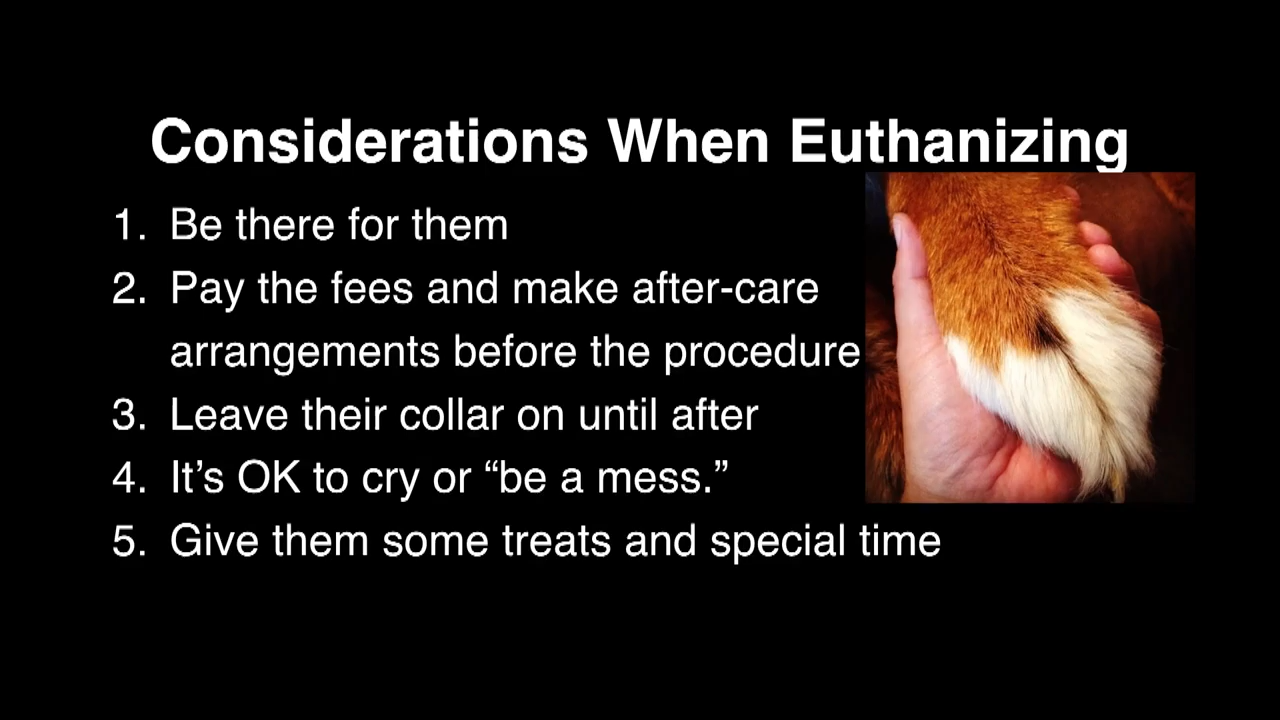 Considerations When Euthanizing
1. Be there for them
2. Pay the fees and make after-care
arrangements before the procedure
3. Leave their collar on until after
4. It’s OK to cry or “be a mess.”
5. Give them some treats and special time